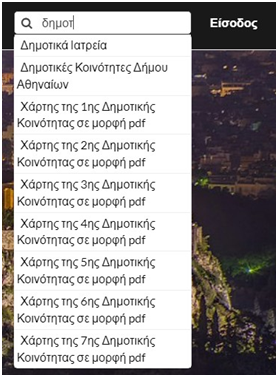 δημοτ
Είσοδος
Δημοτικά Ιατρεία
Δημοτικές Κοινότητες Δήμου
Αθηναίων
Χάρτης της 1ης Δημοτικής
Κοινότητας σε μορφή pdf
Χάρτης της 2ης Δημοτικής
Κοινότητας σε μορφή pdf
Χάρτης της 3ης Δημοτικής
Κοινότητας σε μορφή pdf
Χάρτης της 4ης Δημοτικής
Κοινότητας σε μορφή pdf
Χάρτης της 5ης Δημοτικής
Κοινότητας σε μορφή pdf
Χάρτης της 6ης Δημοτικής
Κοινότητας σε μορφή pdf
Χάρτης της 7ης Δημοτικής
Κοινότητας σε μορφή pdf